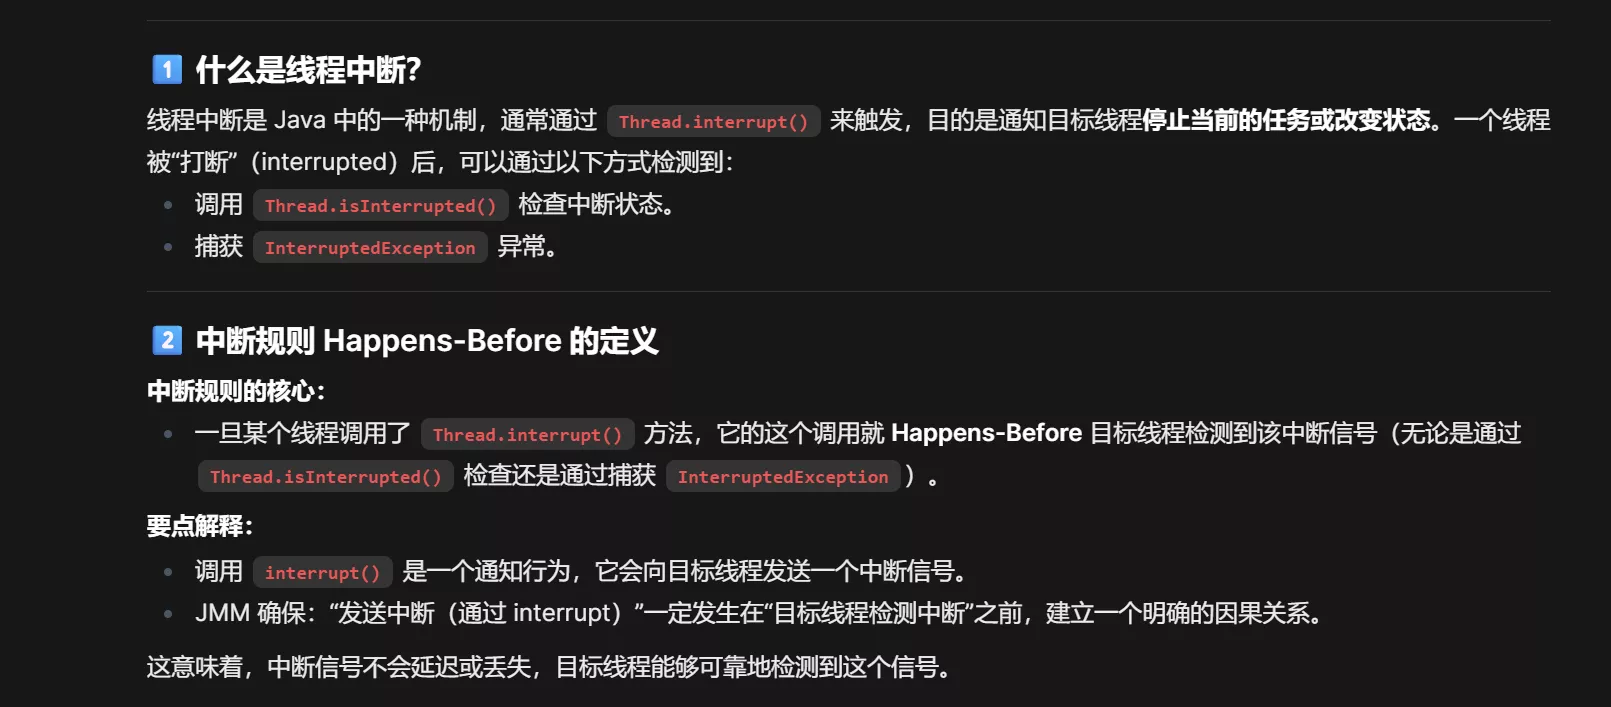 1 什么是线程中断？
线程中断是 Java 中的一种机制，通常通过 Thread.interrupt() 来触发，目的是通知目标线程停止当前的任务或改变状态。一个线程
被“打断”（interrupted）后，可以通过以下方式检测到：
• 调用 Thread.isInterrupted() 检查中断状态。
• 捕获 InterruptedException 异常。
2 中断规则 Happens-Before 的定义
中断规则的核心：
• 一旦某个线程调用了 Thread.interrupt() 方法，它的这个调用就 Happens-Before 目标线程检测到该中断信号（无论是通过
Thread.isInterrupted() 检查还是通过捕获 InterruptedException ）。
要点解释：
• 调用 interrupt() 是一个通知行为，它会向目标线程发送一个中断信号。
• JMM 确保：“发送中断（通过 interrupt）”一定发生在“目标线程检测中断”之前，建立一个明确的因果关系。
这意味着，中断信号不会延迟或丢失，目标线程能够可靠地检测到这个信号。